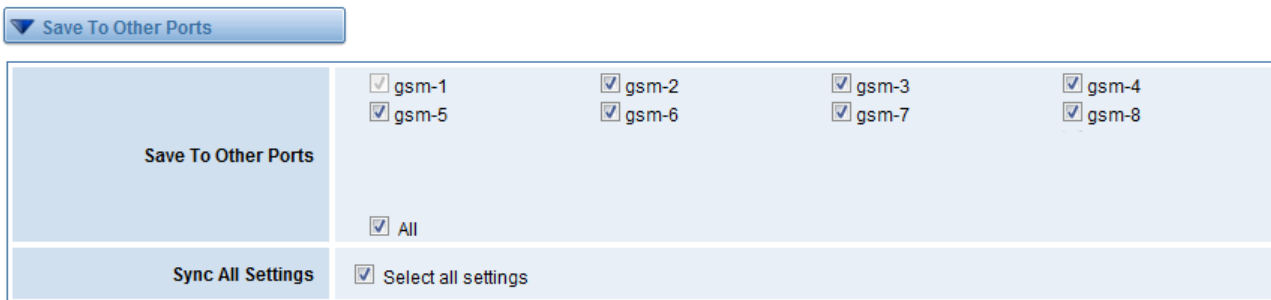 Save To Other Ports
gsm-1 gsm-2 gsm-3 gsm-4
gsm-5 gsm-6 gsm-7 gsm-8
Save To Other Ports
All
Sync All Settings Select all settings